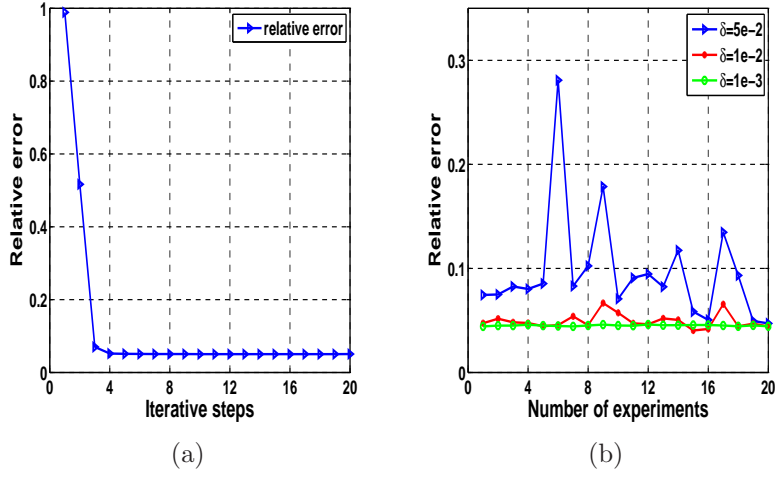 relative error
Relative error
1
0.8
0.6
0.4
0.2
0
0 4 8 12 16 20
Iterative steps
(a)
δ=5e−2
δ=1e−2
δ=1e−3
Relative error
0.3
0.2
0.1
0
0 4 8 12 16 20
Number of experiments
(b)